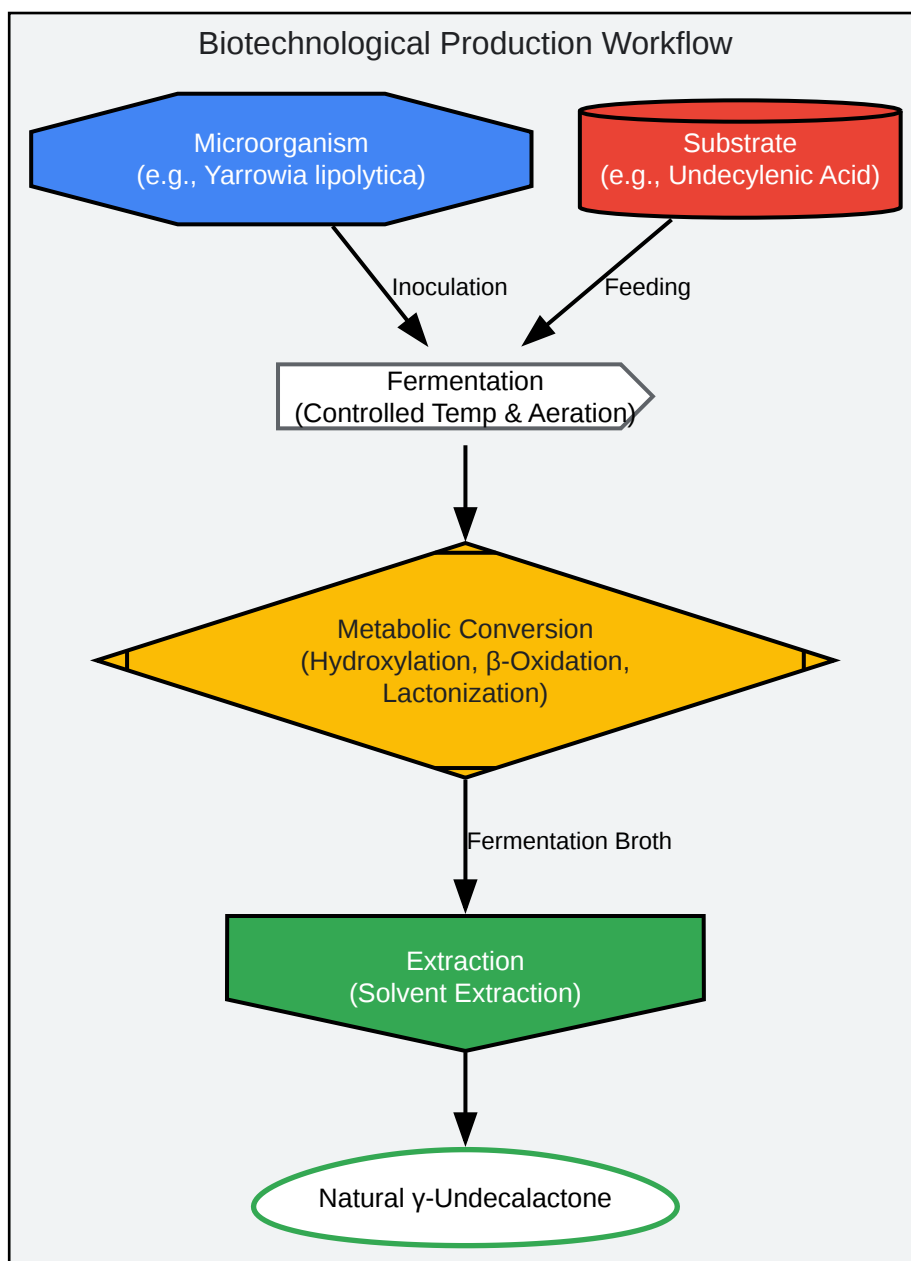 Biotechnological Production Workflow
Microorganism
(e.g., Yarrowia lipolytica)
Substrate
(e.g., Undecylenic Acid)
Inoculation
Feeding
Fermentation
(Controlled Temp & Aeration)
Metabolic Conversion
(Hydroxylation, β-Oxidation,
Lactonization)
Fermentation Broth
Extraction
(Solvent Extraction)
Natural γ-Undecalactone